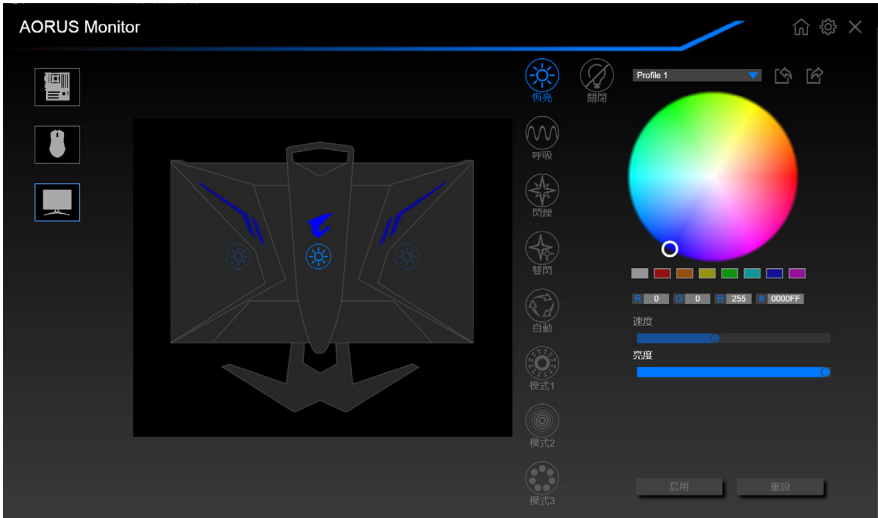 AORUS Monitor
恆亮
關閉
Profile 1
呼吸
閃爍
雙閃
自動
模式1
模式2
模式3
R 0 G 0 B 255 # 0000FF
速度
亮度
套用
重設